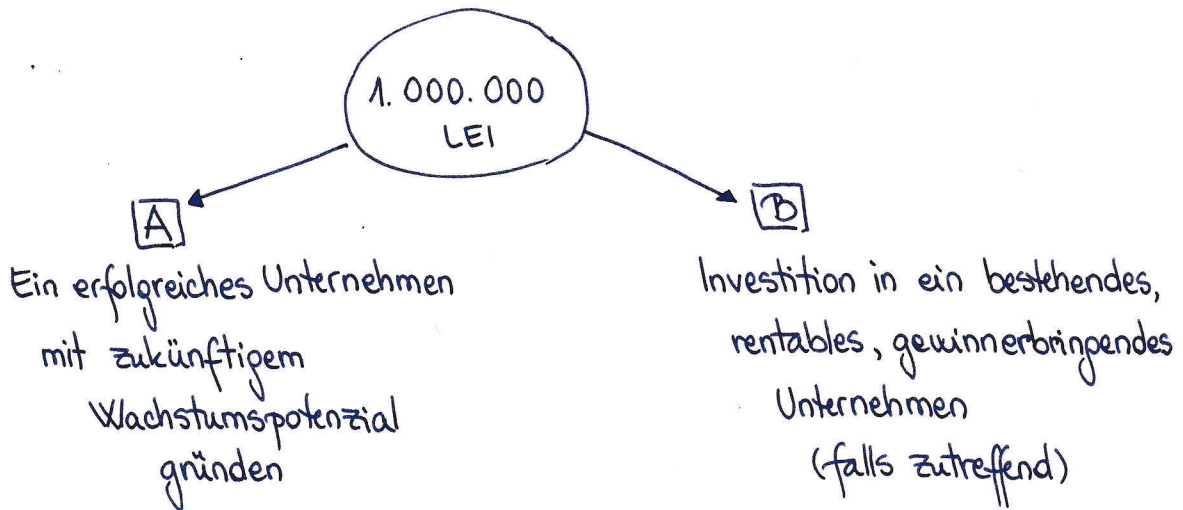 1.000.000
LEI
A
Ein erfolgreiches Unternehmen
mit zukünftigem
Wachstumspotenzial
gründen
B
Investition in ein bestehendes,
rentables, gewinnerbringendes
Unternehmen
(falls zutreffend)